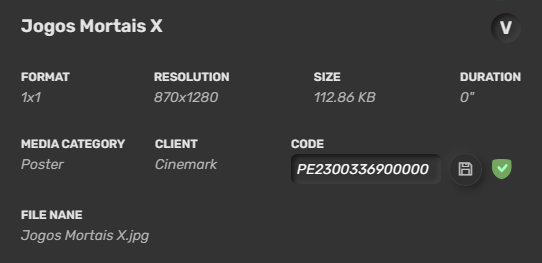 Jogos Mortais X
V
FORMAT RESOLUTION SIZE DURATION
1x1 870x1280 112.86 KB 0"
MEDIA CATEGORY CLIENT CODE
Poster Cinemark PE2300336900000
FILE NANE
Jogos Mortais X.jpg